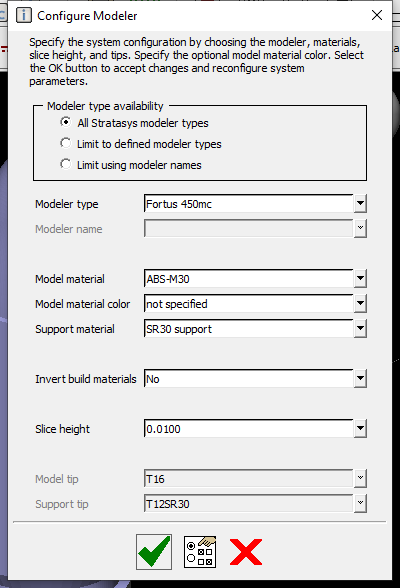 Configure Modeler
Specify the system configuration by choosing the modeler, materials,
slice height, and tips. Specify the optional model material color. Select
the OK button to accept changes and reconfigure system
parameters.
Modeler type availability
All Stratasys modeler types
Limit to defined modeler types
Limit using modeler names
Modeler type Fortus 450mc
Modeler name
Model material ABS-M30
Model material color not specified
Support material SR30 support
Invert build materials No
Slice height 0.0100
Model tip T16
Support tip T12SR30